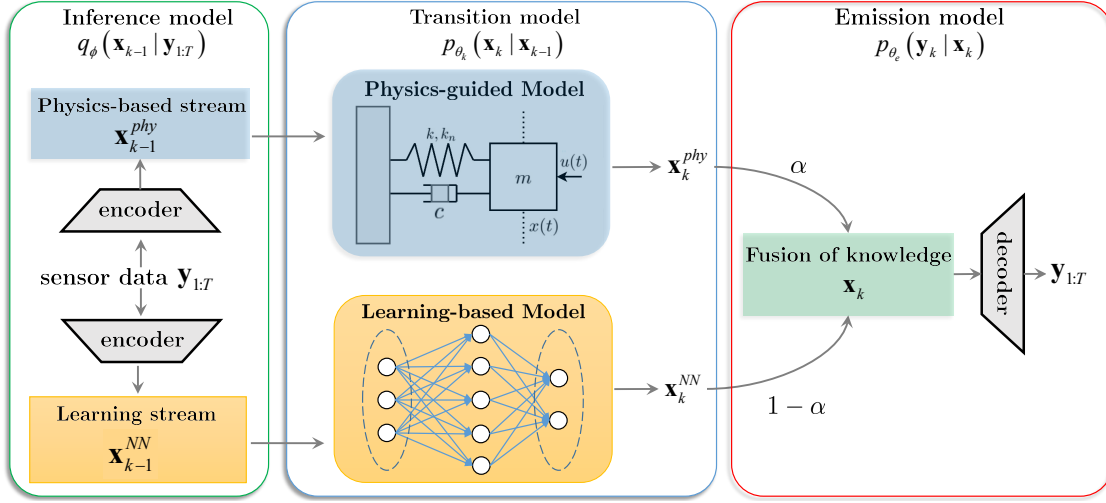 Inference model
q_ϕ(x_{k−1} | y_{1:T})
Physics-based stream
x_{k−1}^{phy}
encoder
sensor data y_{1:T}
encoder
Learning stream
x_{k−1}^{NN}
Transition model
p_{θ_k}(x_k | x_{k−1})
Physics-guided Model
k, k_n
m
u(t)
c
x(t)
Learning-based Model
x_k^{phy}
x_k^{NN}
Emission model
p_{θ_e}(y_k | x_k)
α
Fusion of knowledge
x_k
1 − α
decoder
y_{1:T}